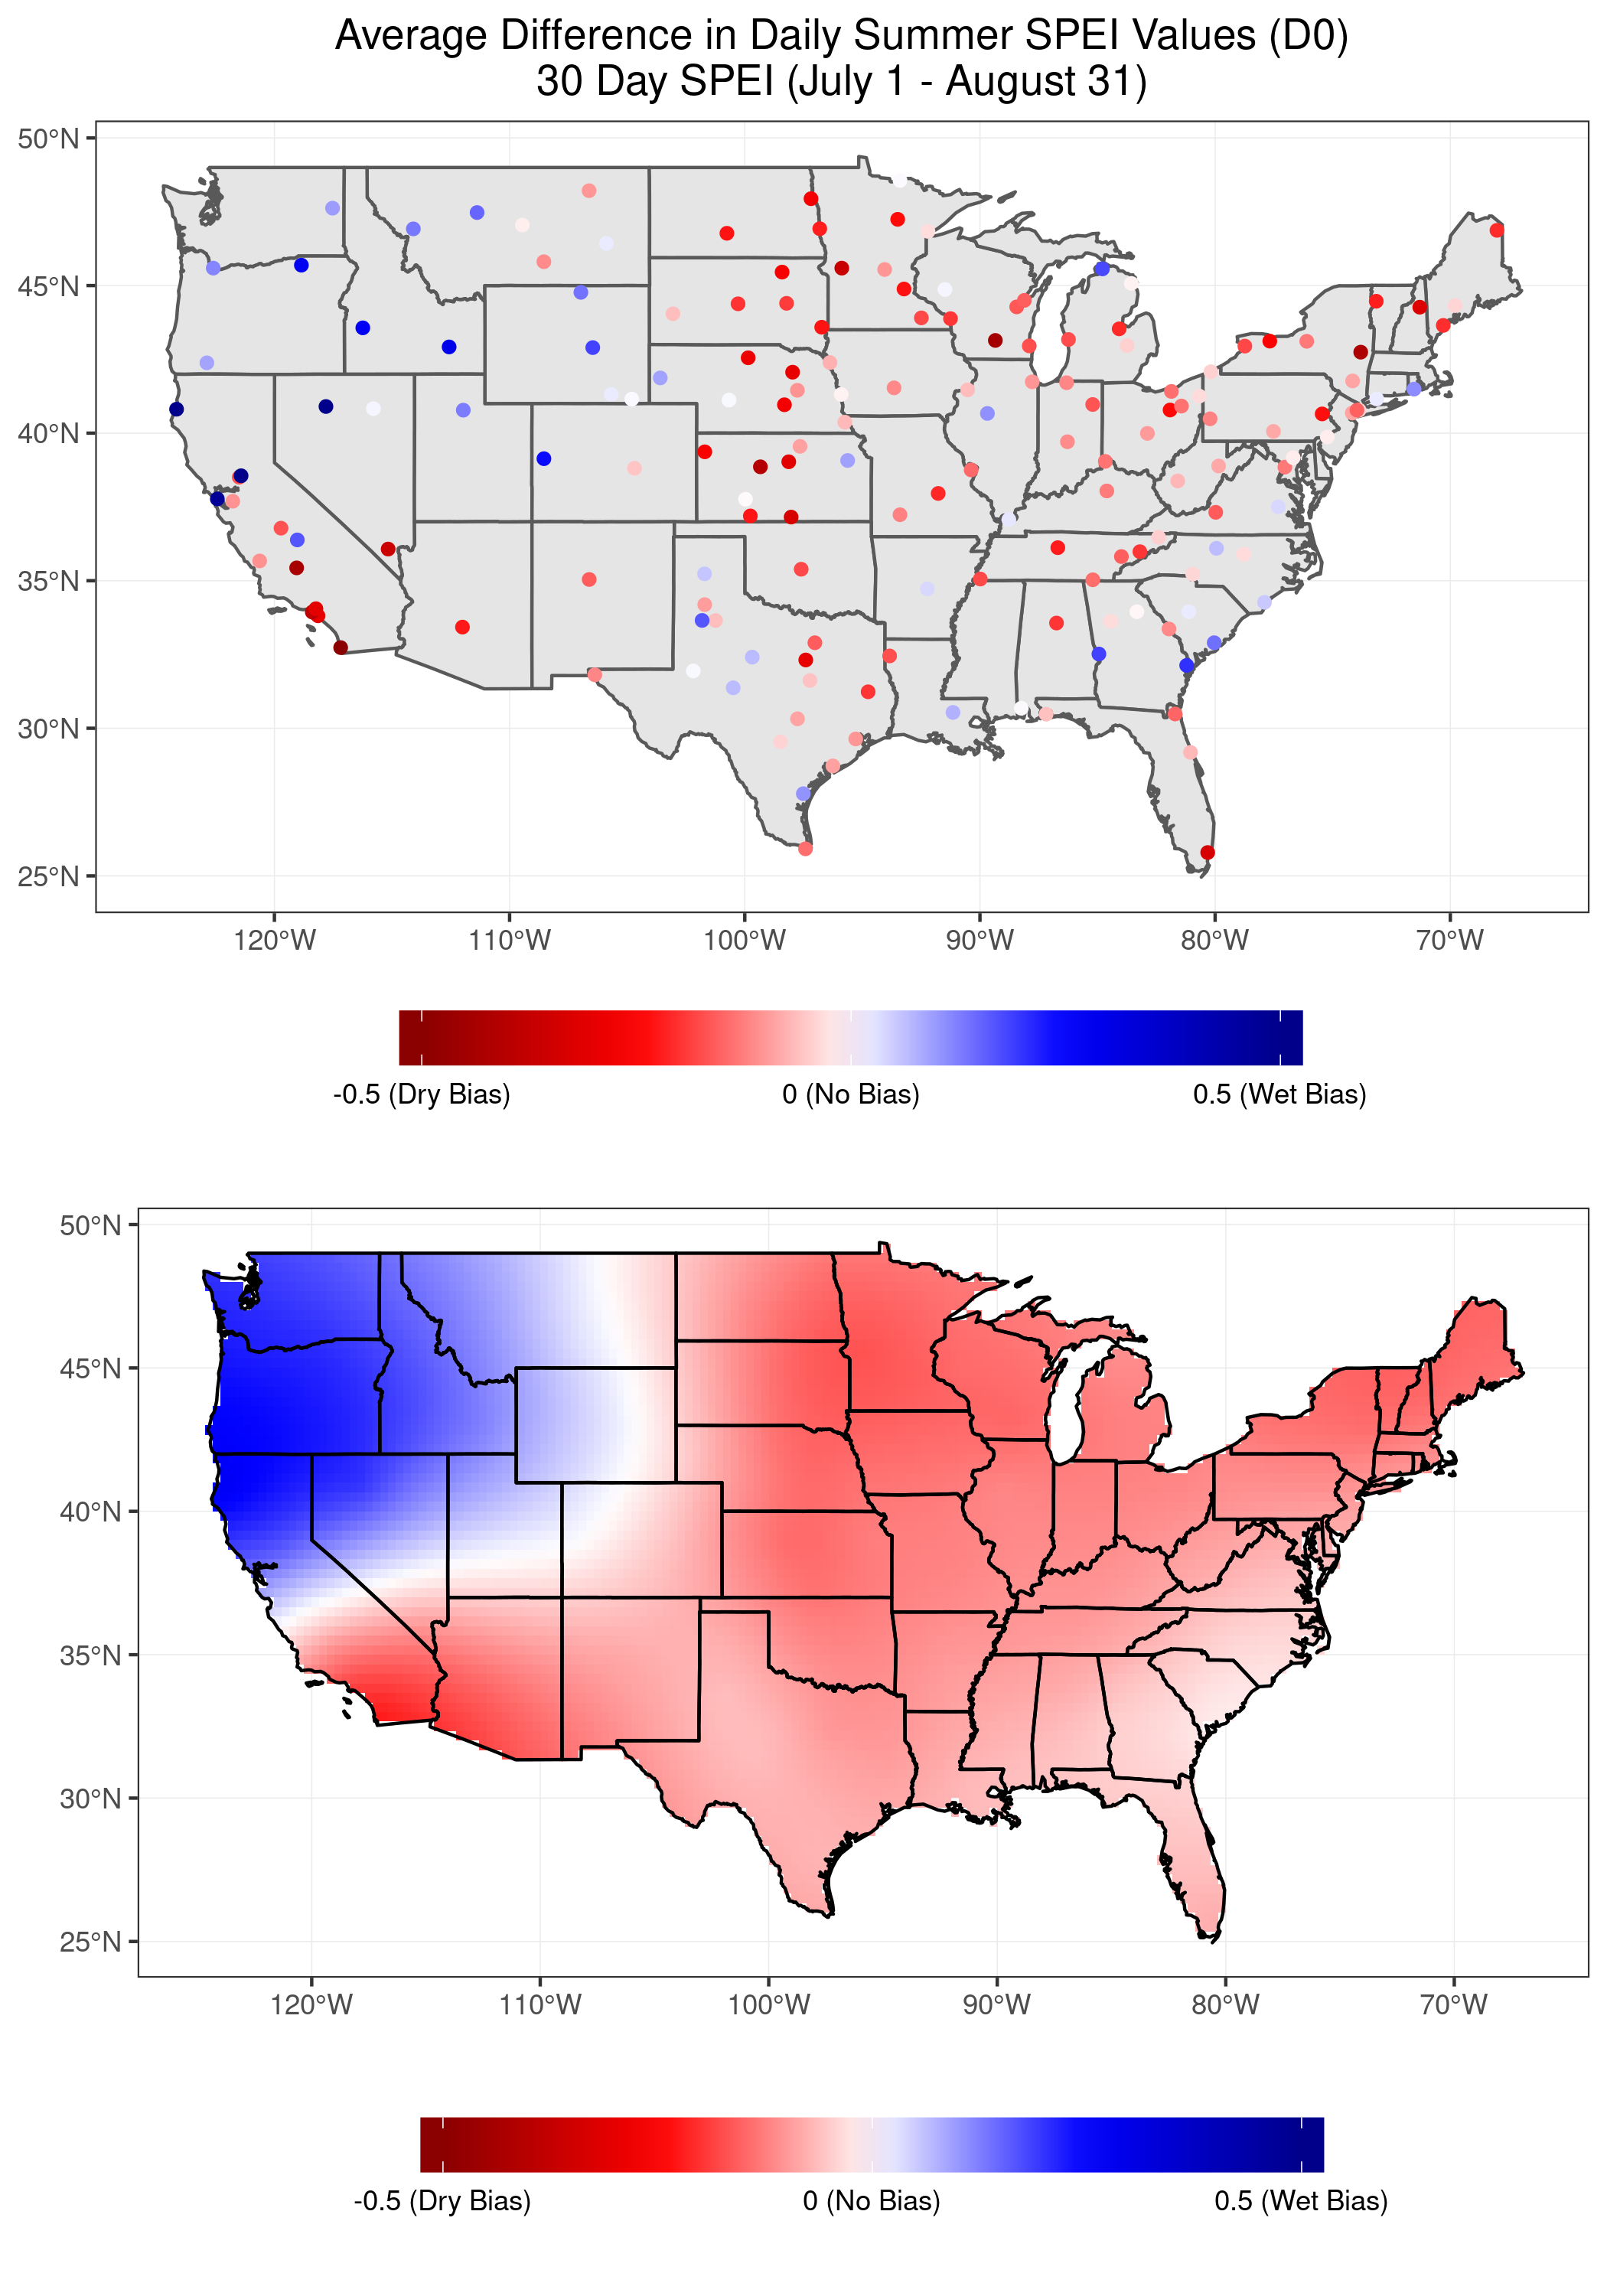 Average Difference in Daily Summer SPEI Values (D0)
30 Day SPEI (July 1 - August 31)
50°N
45°N
40°N
35°N
30°N
25°N
120°W 110°W 100°W 90°W 80°W 70°W
-0.5 (Dry Bias) 0 (No Bias) 0.5 (Wet Bias)
50°N
45°N
40°N
35°N
30°N
25°N
120°W 110°W 100°W 90°W 80°W 70°W
-0.5 (Dry Bias) 0 (No Bias) 0.5 (Wet Bias)